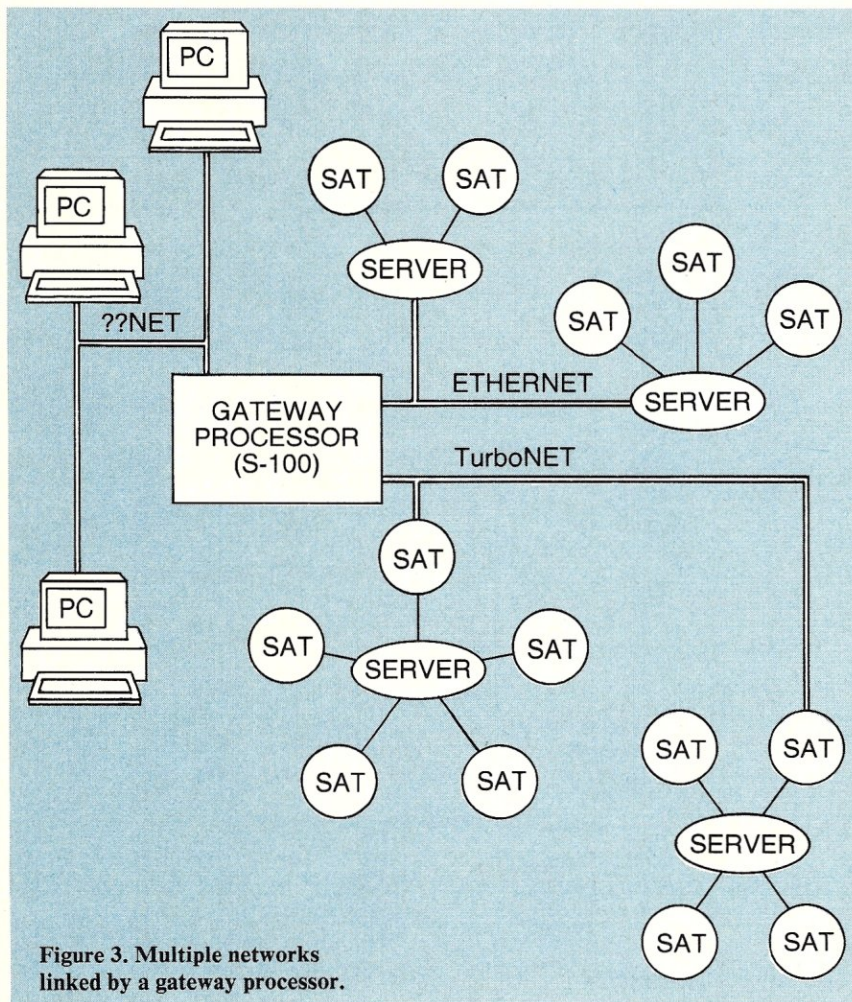 PC
PC
??NET
PC
GATEWAY
PROCESSOR
(S-100)
SAT
SAT
SERVER
SAT
SAT
SAT
ETHERNET
SERVER
TurboNET
SAT
SAT
SERVER
SAT
SAT
SAT
SAT
SAT
SERVER
SAT
SAT
Figure 3. Multiple networks
linked by a gateway processor.